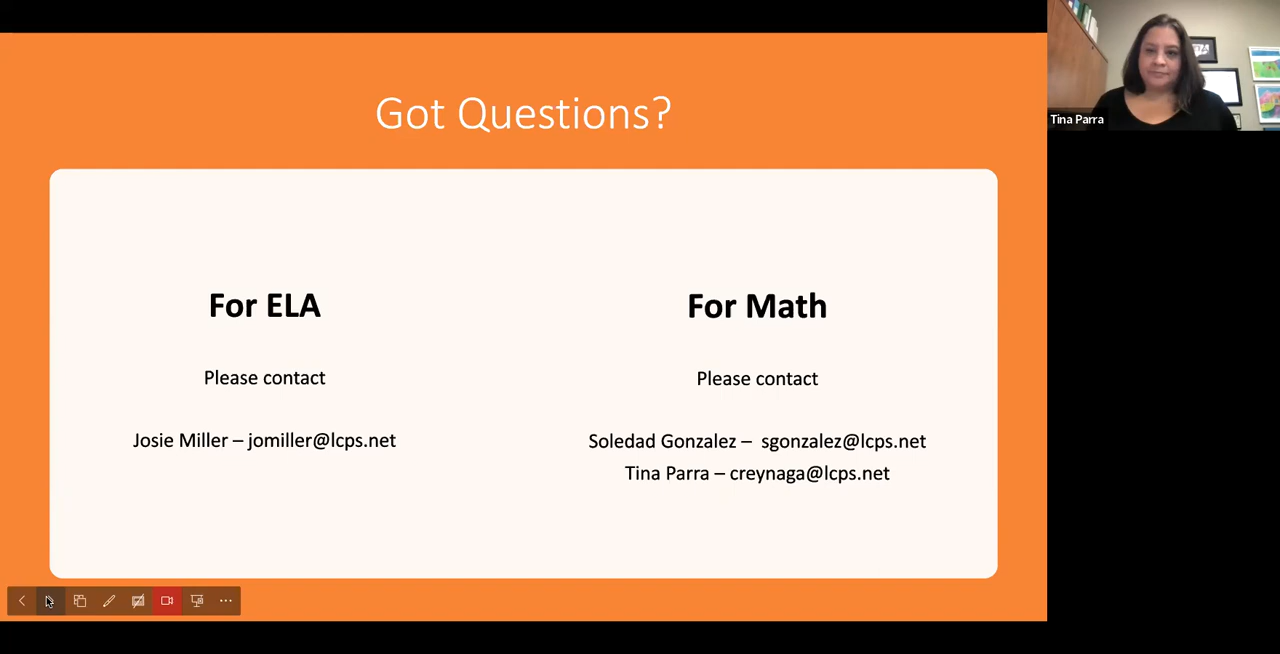 Got Questions?
For ELA
Please contact
Josie Miller – jomiller@lcps.net
For Math
Please contact
Soledad Gonzalez – sgonzalez@lcps.net
Tina Parra – creynaga@lcps.net
Tina Parra